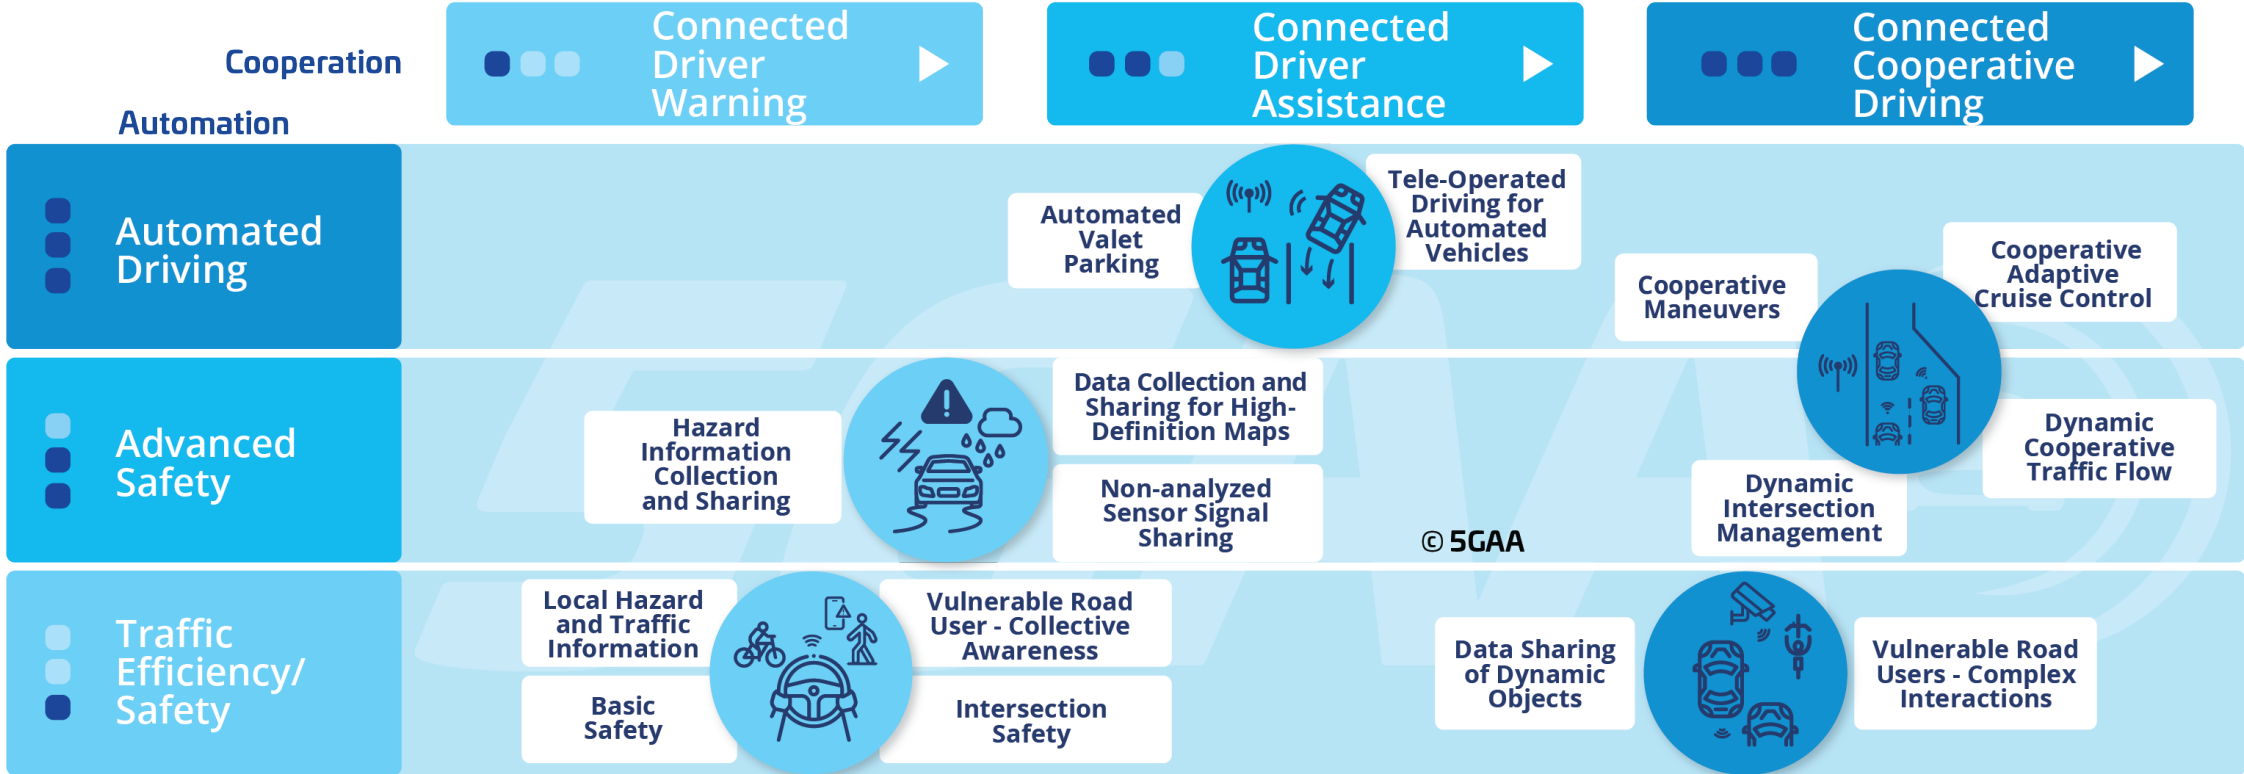 Cooperation
Automation
Connected
Driver
Warning
Connected
Driver
Assistance
Connected
Cooperative
Driving
Automated
Driving
Automated
Valet
Parking
Tele-Operated
Driving for
Automated
Vehicles
Cooperative
Maneuvers
Cooperative
Adaptive
Cruise Control
Advanced
Safety
Hazard
Information
Collection
and Sharing
Data Collection and
Sharing for High-
Definition Maps
Non-analyzed
Sensor Signal
Sharing
© 5GAA
Dynamic
Intersection
Management
Dynamic
Cooperative
Traffic Flow
Traffic
Efficiency/
Safety
Local Hazard
and Traffic
Information
Basic
Safety
Vulnerable Road
User - Collective
Awareness
Intersection
Safety
Data Sharing
of Dynamic
Objects
Vulnerable Road
Users - Complex
Interactions
5GAA